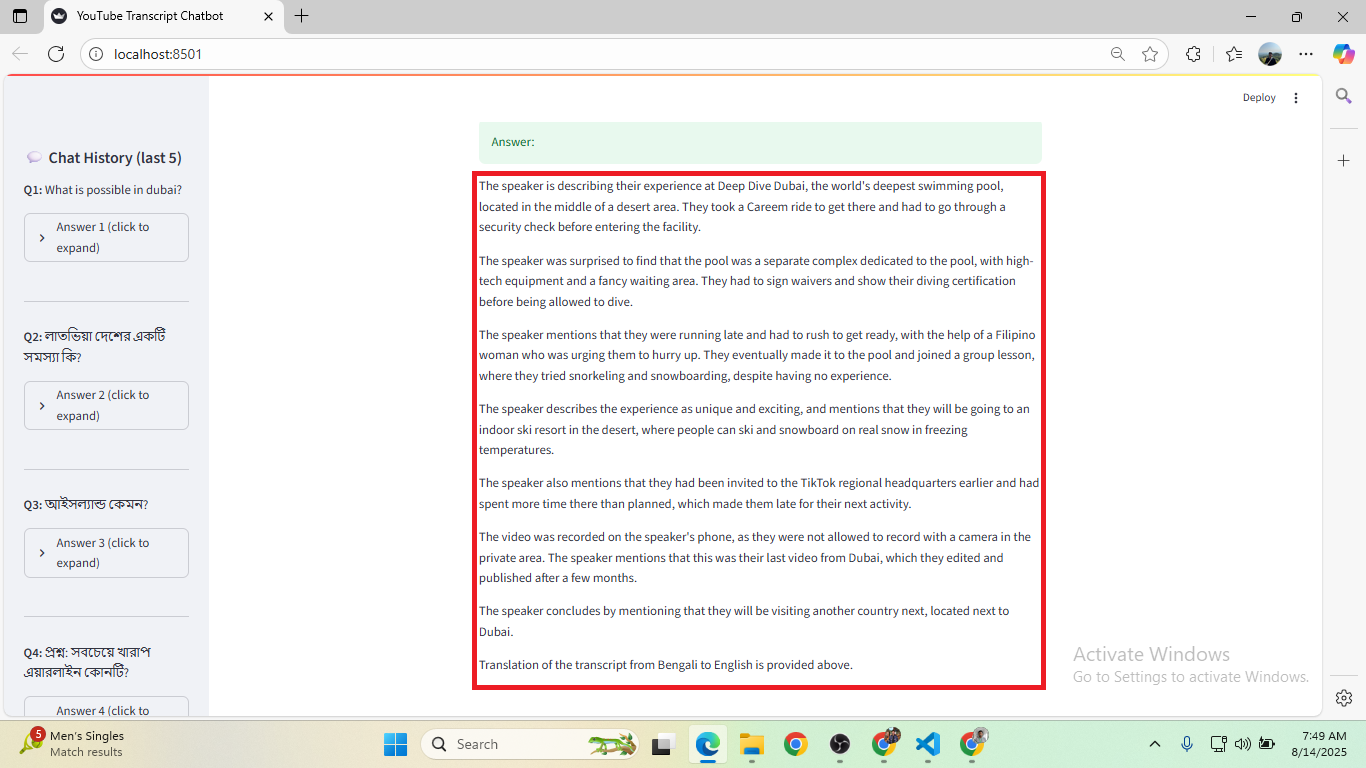 YouTube Transcript Chatbot
localhost:8501
Deploy
Chat History (last 5)
Q1: What is possible in dubai?
Answer 1 (click to
expand)
Q2: লাতভিয়া দেশের একটি
সমস্যা কি?
Answer 2 (click to
expand)
Q3: আইসল্যান্ড কেমন?
Answer 3 (click to
expand)
Q4: প্রশ্ন: সবচেয়ে খারাপ
এয়ারলাইন কোনটি?
Answer 4 (click to
Answer:
The speaker is describing their experience at Deep Dive Dubai, the world's deepest swimming pool,
located in the middle of a desert area. They took a Careem ride to get there and had to go through a
security check before entering the facility.
The speaker was surprised to find that the pool was a separate complex dedicated to the pool, with high-
tech equipment and a fancy waiting area. They had to sign waivers and show their diving certification
before being allowed to dive.
The speaker mentions that they were running late and had to rush to get ready, with the help of a Filipino
woman who was urging them to hurry up. They eventually made it to the pool and joined a group lesson,
where they tried snorkeling and snowboarding, despite having no experience.
The speaker describes the experience as unique and exciting, and mentions that they will be going to an
indoor ski resort in the desert, where people can ski and snowboard on real snow in freezing
temperatures.
The speaker also mentions that they had been invited to the TikTok regional headquarters earlier and had
spent more time there than planned, which made them late for their next activity.
The video was recorded on the speaker's phone, as they were not allowed to record with a camera in the
private area. The speaker mentions that this was their last video from Dubai, which they edited and
published after a few months.
The speaker concludes by mentioning that they will be visiting another country next, located next to
Dubai.
Translation of the transcript from Bengali to English is provided above.
Activate Windows
Go to Settings to activate Windows.
5
Men's Singles
Match results
Search
7:49 AM
8/14/2025